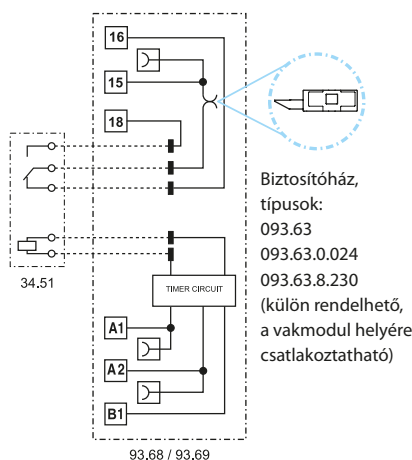 16
15
18
34.51
TIMER CIRCUIT
A1
A2
B1
93.68 / 93.69
Biztosítóház,
típusok:
093.63
093.63.0.024
093.63.8.230
(külön rendelhető,
a vakmodul helyére
csatlakoztatható)